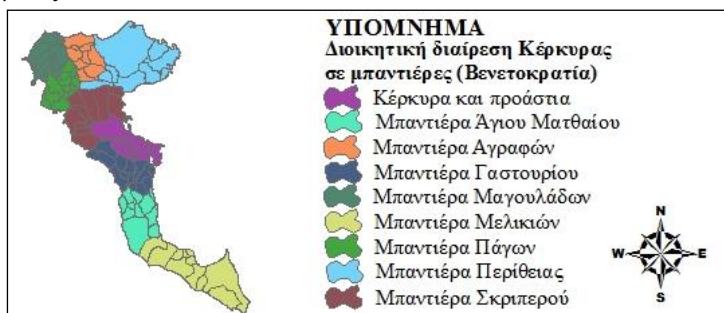 ΥΠΟΜΝΗΜΑ
Διοικητική διαίρεση Κέρκυρας
σε μπαντιέρες (Βενετοκρατία)
Κέρκυρα και προάστια
Μπαντιέρα Άγιου Ματθαίου
Μπαντιέρα Αγραφών
Μπαντιέρα Γαστουρίου
Μπαντιέρα Μαγουλάδων
Μπαντιέρα Μελικιών
Μπαντιέρα Πάγων
Μπαντιέρα Περίθειας
Μπαντιέρα Σκριπερού
N
W E
S